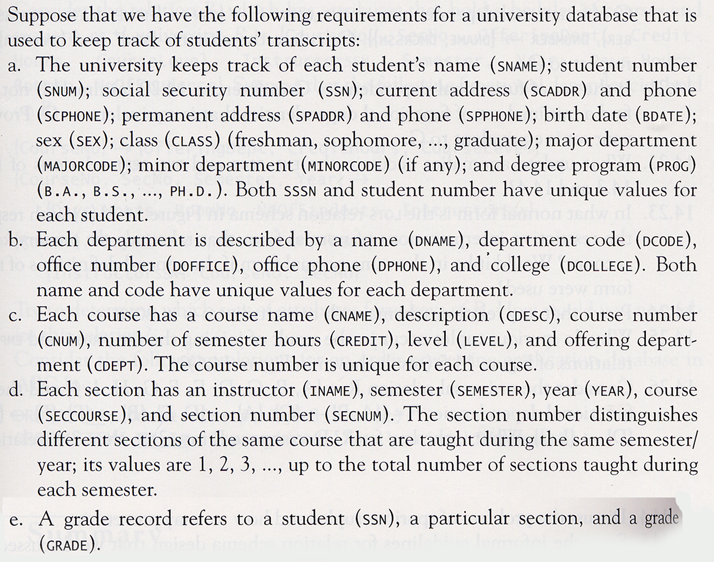 Suppose that we have the following requirements for a university database that is
used to keep track of students' transcripts:
a. The university keeps track of each student's name (SNAME); student number
(SNUM); social security number (SSN); current address (SCADDR) and phone
(SCPHONE); permanent address (SPADDR) and phone (SPPHONE); birth date (BDATE);
sex (SEX); class (CLASS) (freshman, sophomore, ..., graduate); major department
(MAJORCODE); minor department (MINORCODE) (if any); and degree program (PROG)
(B.A., B.S., ..., PH.D.). Both SSSN and student number have unique values for
each student.
b. Each department is described by a name (DNAME), department code (DCODE),
office number (DOFFICE), office phone (DPHONE), and college (DCOLLEGE). Both
name and code have unique values for each department.
c. Each course has a course name (CNAME), description (CDESC), course number
(CNUM), number of semester hours (CREDIT), level (LEVEL), and offering depart-
ment (CDEPT). The course number is unique for each course.
d. Each section has an instructor (INAME), semester (SEMESTER), year (YEAR), course
(SECCOURSE), and section number (SECNUM). The section number distinguishes
different sections of the same course that are taught during the same semester/
year; its values are 1, 2, 3, ..., up to the total number of sections taught during
each semester.
e. A grade record refers to a student (SSN), a particular section, and a grade
(GRADE).